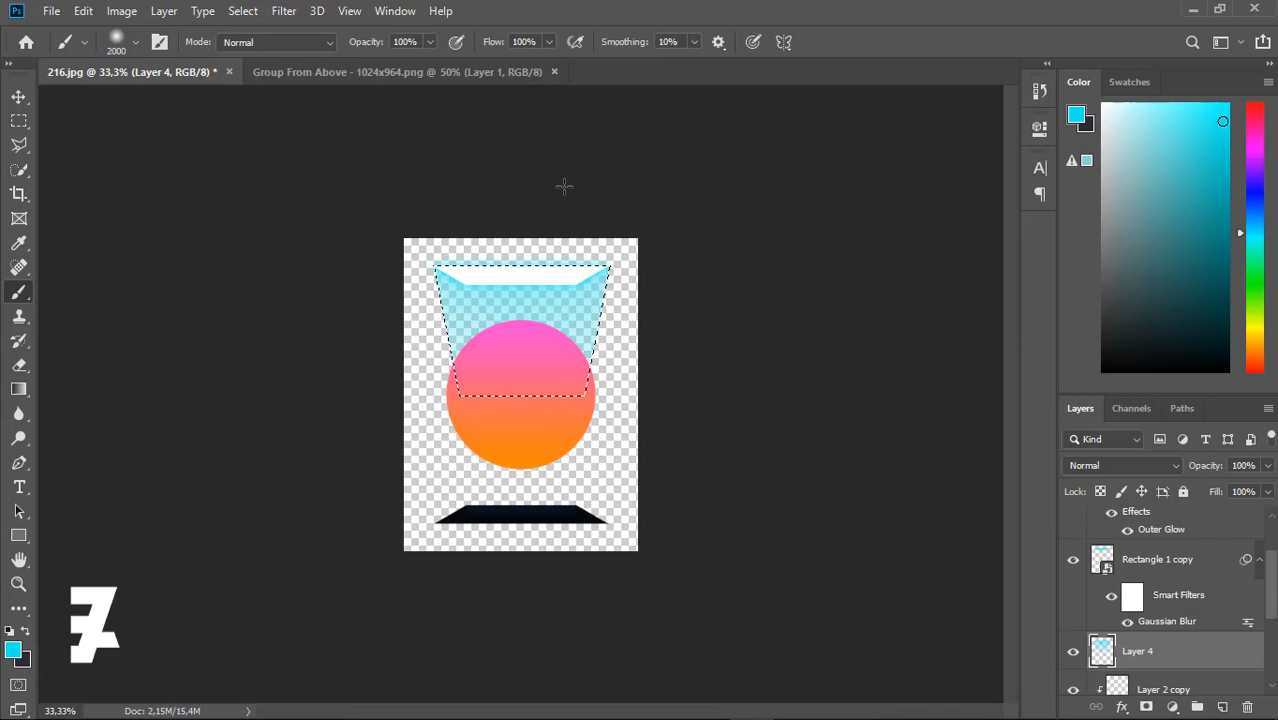 Ps File Edit Image Layer Type Select Filter 3D View Window Help
2000 Mode: Normal Opacity: 100% Flow: 100% Smoothing: 10%
216.jpg @ 33,3% (Layer 4, RGB/8) * × Group From Above - 1024x964.png @ 50% (Layer 1, RGB/8) ×
Color Swatches
Layers Channels Paths
Kind
Normal Opacity: 100%
Lock: Fill: 100%
Effects
Outer Glow
Rectangle 1 copy
Smart Filters
Gaussian Blur
Layer 4
Layer 2 copy
33,33% Doc: 2,15M/15,4M